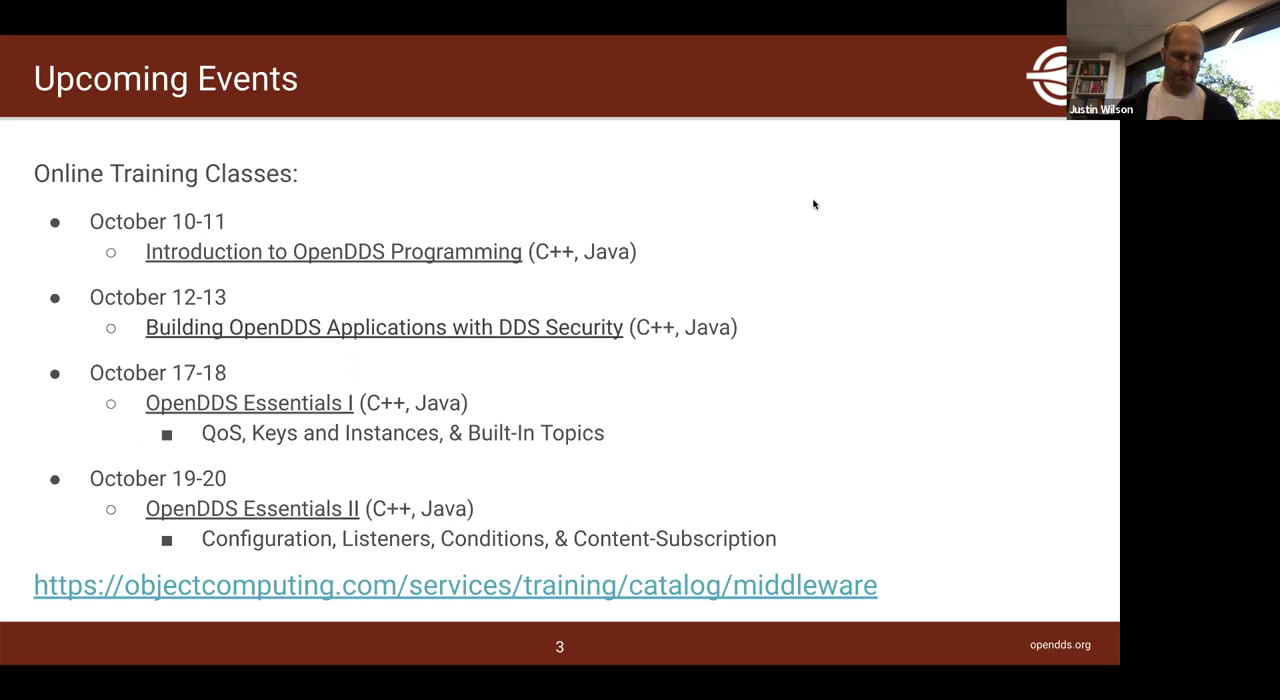 Upcoming Events
Justin Wilson
Online Training Classes:
● October 10-11
○ Introduction to OpenDDS Programming (C++, Java)
● October 12-13
○ Building OpenDDS Applications with DDS Security (C++, Java)
● October 17-18
○ OpenDDS Essentials I (C++, Java)
■ QoS, Keys and Instances, & Built-In Topics
● October 19-20
○ OpenDDS Essentials II (C++, Java)
■ Configuration, Listeners, Conditions, & Content-Subscription
https://objectcomputing.com/services/training/catalog/middleware
3
opendds.org